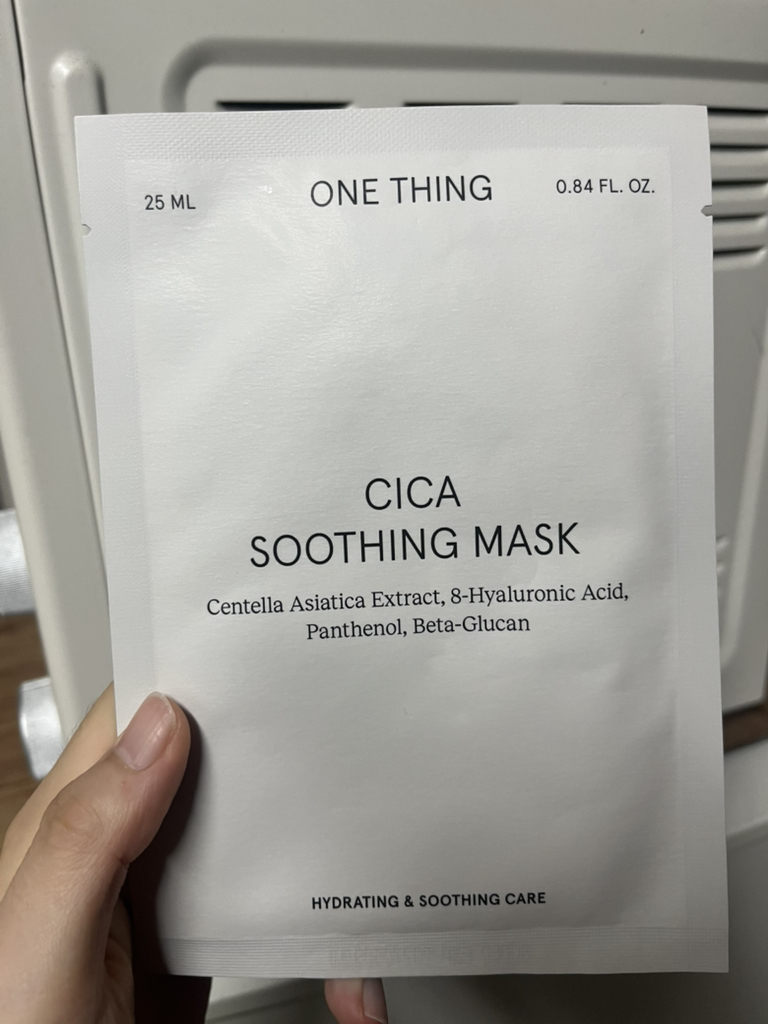 25 ML
ONE THING
0.84 FL. OZ.
CICA
SOOTHING MASK
Centella Asiatica Extract, 8-Hyaluronic Acid,
Panthenol, Beta-Glucan
HYDRATING & SOOTHING CARE